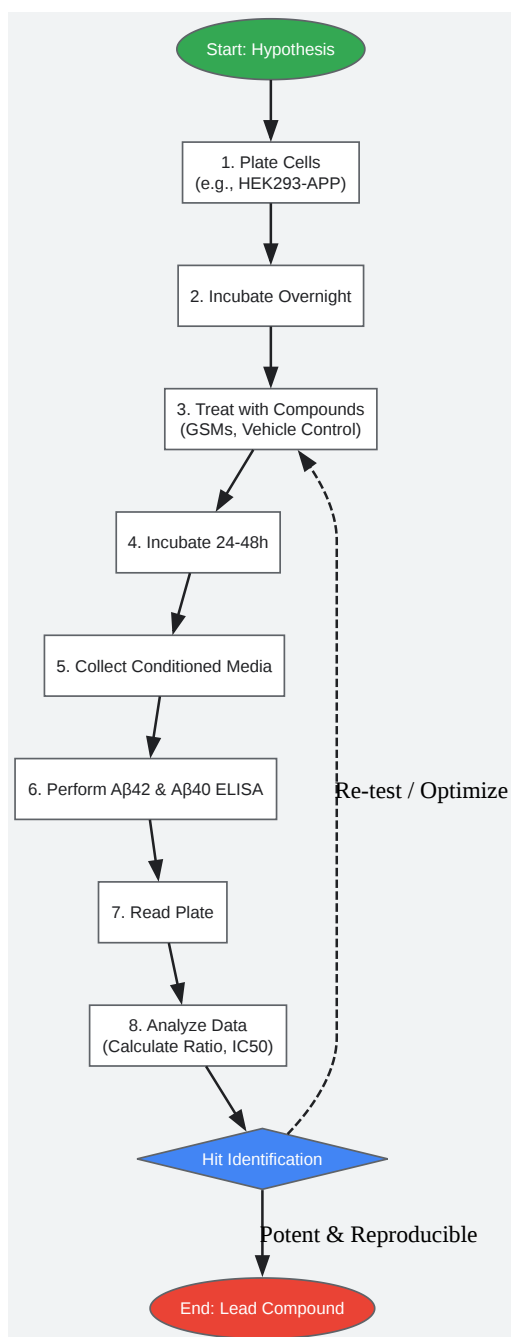 Start: Hypothesis
1. Plate Cells
(e.g., HEK293-APP)
2. Incubate Overnight
3. Treat with Compounds
(GSMs, Vehicle Control)
4. Incubate 24-48h
5. Collect Conditioned Media
6. Perform Aβ42 & Aβ40 ELISA
Re-test / Optimize
7. Read Plate
8. Analyze Data
(Calculate Ratio, IC50)
Hit Identification
Potent & Reproducible
End: Lead Compound